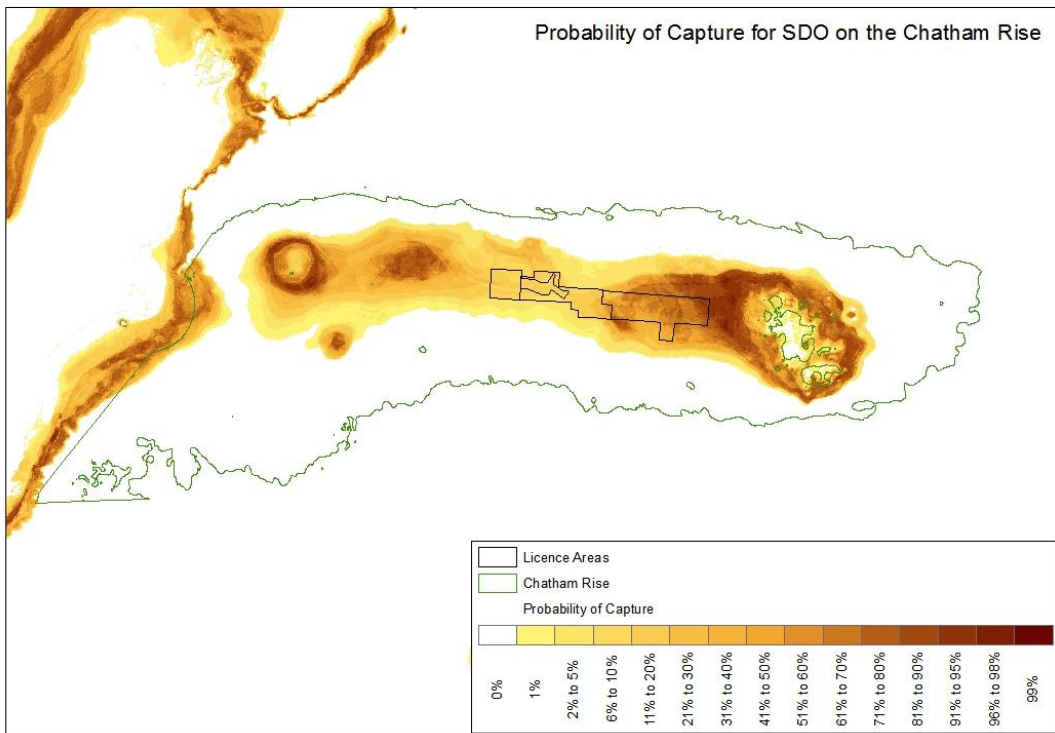 Probability of Capture for SDO on the Chatham Rise
Licence Areas
Chatham Rise
Probability of Capture
0%
1%
2% to 5%
6% to 10%
11% to 20%
21% to 30%
31% to 40%
41% to 50%
51% to 60%
61% to 70%
71% to 80%
81% to 90%
91% to 95%
96% to 98%
99%